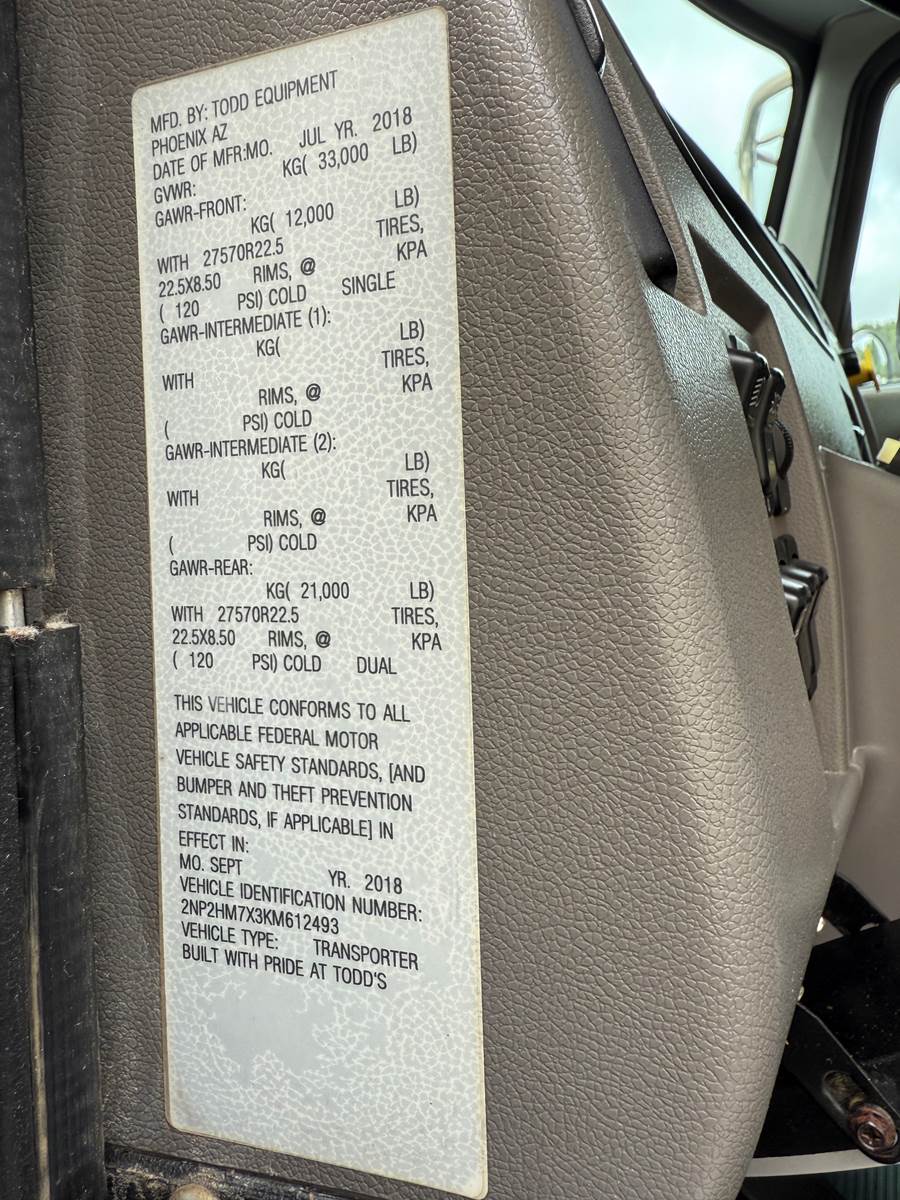 MFD. BY: TODD EQUIPMENT
PHOENIX AZ
DATE OF MFR:MO. JUL YR. 2018
GVWR: KG( 33,000 LB)
GAWR-FRONT:
KG( 12,000 LB)
WITH 27570R22.5 TIRES,
22.5X8.50 RIMS, @ KPA
( 120 PSI) COLD SINGLE
GAWR-INTERMEDIATE (1):
KG( LB)
WITH TIRES,
RIMS, @ KPA
( PSI) COLD
GAWR-INTERMEDIATE (2):
KG( LB)
WITH TIRES,
RIMS, @ KPA
( PSI) COLD
GAWR-REAR:
KG( 21,000 LB)
WITH 27570R22.5 TIRES,
22.5X8.50 RIMS, @ KPA
( 120 PSI) COLD DUAL
THIS VEHICLE CONFORMS TO ALL
APPLICABLE FEDERAL MOTOR
VEHICLE SAFETY STANDARDS, [AND
BUMPER AND THEFT PREVENTION
STANDARDS, IF APPLICABLE] IN
EFFECT IN:
MO. SEPT YR. 2018
VEHICLE IDENTIFICATION NUMBER:
2NP2HM7X3KM612493
VEHICLE TYPE: TRANSPORTER
BUILT WITH PRIDE AT TODD'S